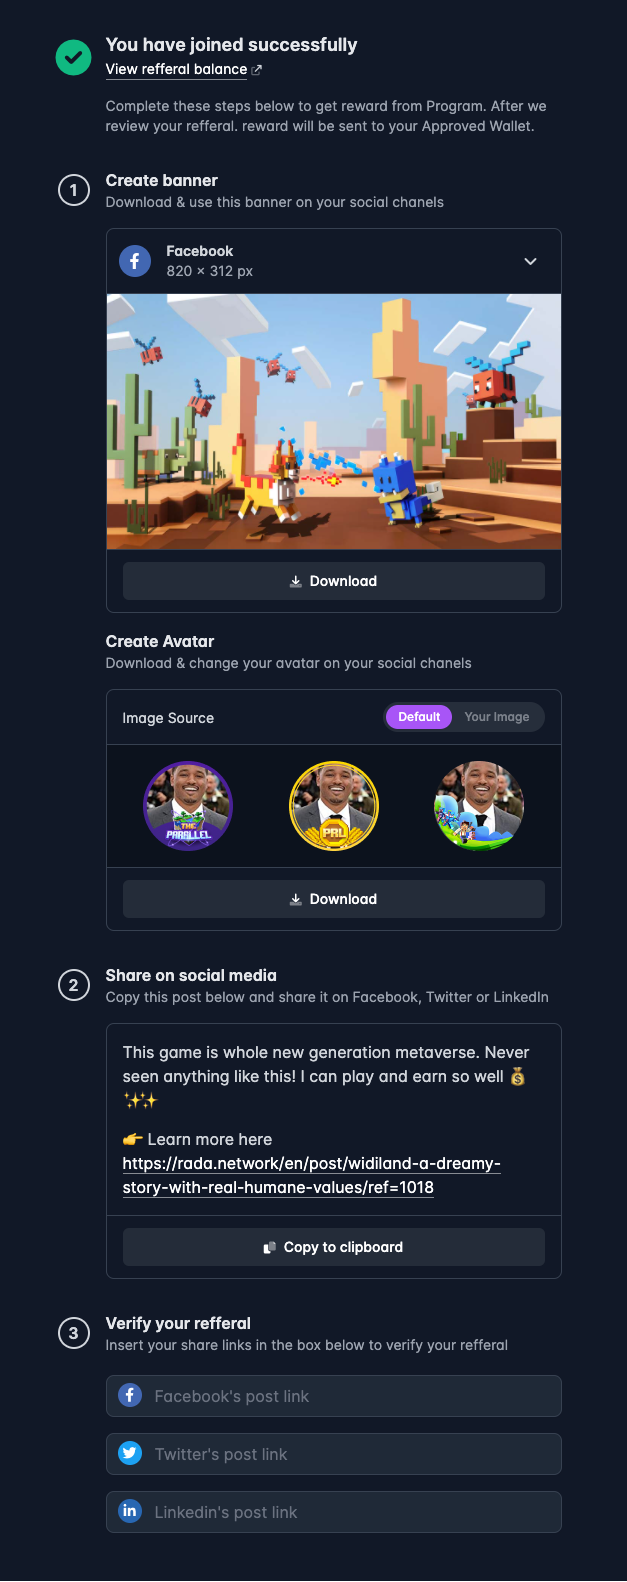 You have joined successfully
View refferal balance
Complete these steps below to get reward from Program. After we
review your refferal. reward will be sent to your Approved Wallet.
1
Create banner
Download & use this banner on your social chanels
Facebook
820 × 312 px
Download
Create Avatar
Download & change your avatar on your social chanels
Image Source
Default
Your Image
THE
PARALLEL
PRL
Download
2
Share on social media
Copy this post below and share it on Facebook, Twitter or LinkedIn
This game is whole new generation metaverse. Never
seen anything like this! I can play and earn so well 💰
✨✨
👉 Learn more here
https://rada.network/en/post/widiland-a-dreamy-
story-with-real-humane-values/ref=1018
Copy to clipboard
3
Verify your refferal
Insert your share links in the box below to verify your refferal
Facebook's post link
Twitter's post link
in
Linkedin's post link